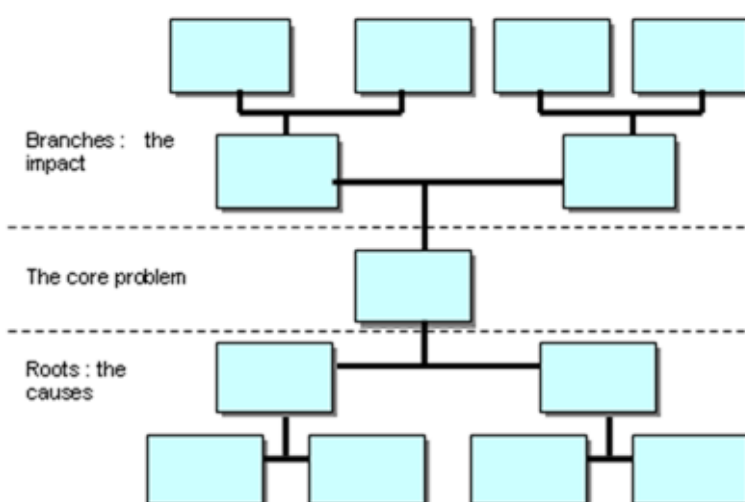 Branches : the
impact
The core problem
Roots : the
causes